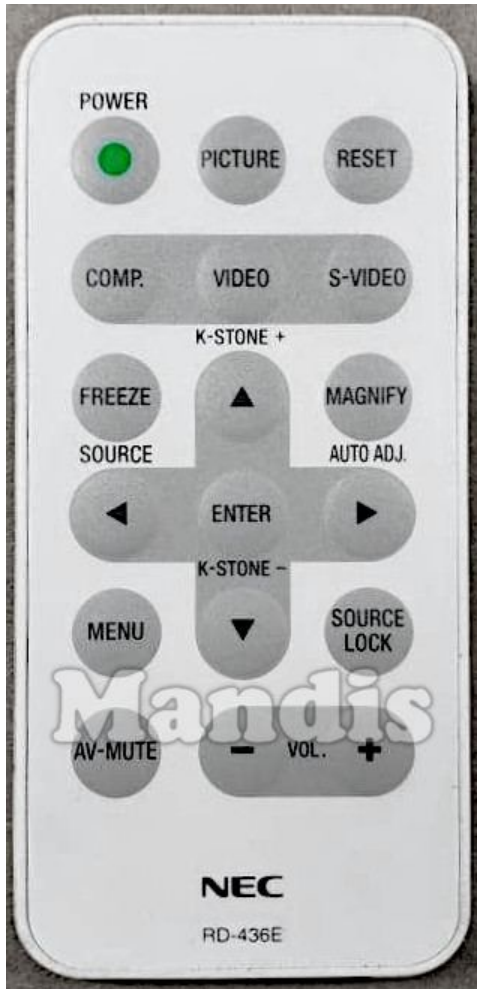 POWER
PICTURE RESET
COMP. VIDEO S-VIDEO
K-STONE +
FREEZE MAGNIFY
SOURCE AUTO ADJ.
ENTER
K-STONE –
MENU SOURCE
LOCK
Mandis
AV-MUTE – VOL. +
NEC
RD-436E